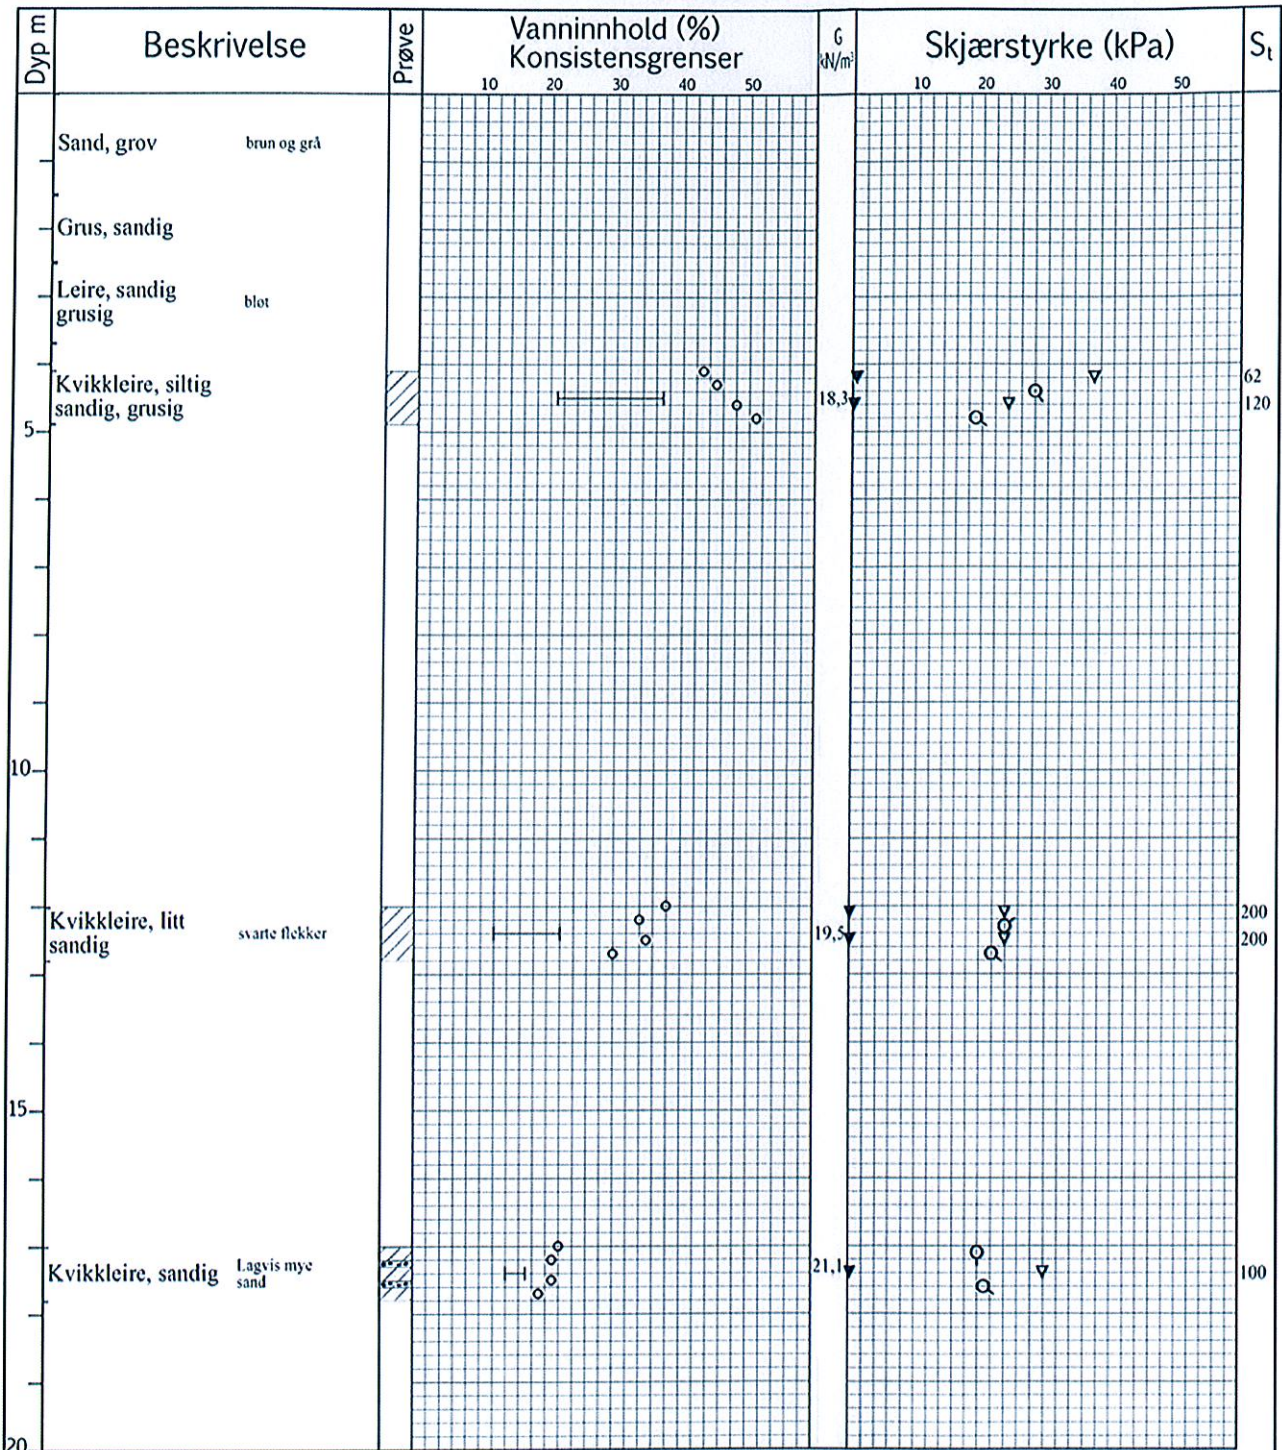 Dyp m
Beskrivelse
Prøve
Vanninnhold (%)
Konsistensgrenser
10 20 30 40 50
G
kN/m³
Skjærstyrke (kPa)
10 20 30 40 50
St
Sand, grov brun og grå
Grus, sandig
Leire, sandig
grusig
blot
Kvikkleire, siltig
sandig, grusig
18,3
62
120
5
10
Kvikkleire, litt
sandig
svarte flekker
19,5
200
200
15
Kvikkleire, sandig
Lagvis mye
sand
21,1
100
20